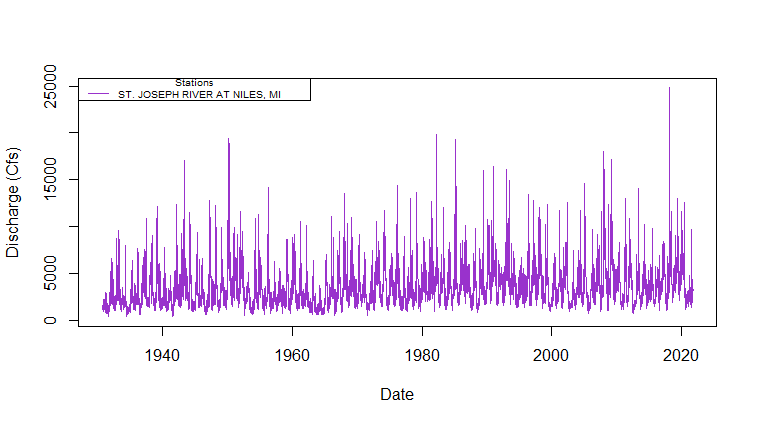 Stations
ST. JOSEPH RIVER AT NILES, MI
Discharge (Cfs)
25000
15000
5000
0
1940 1960 1980 2000 2020
Date